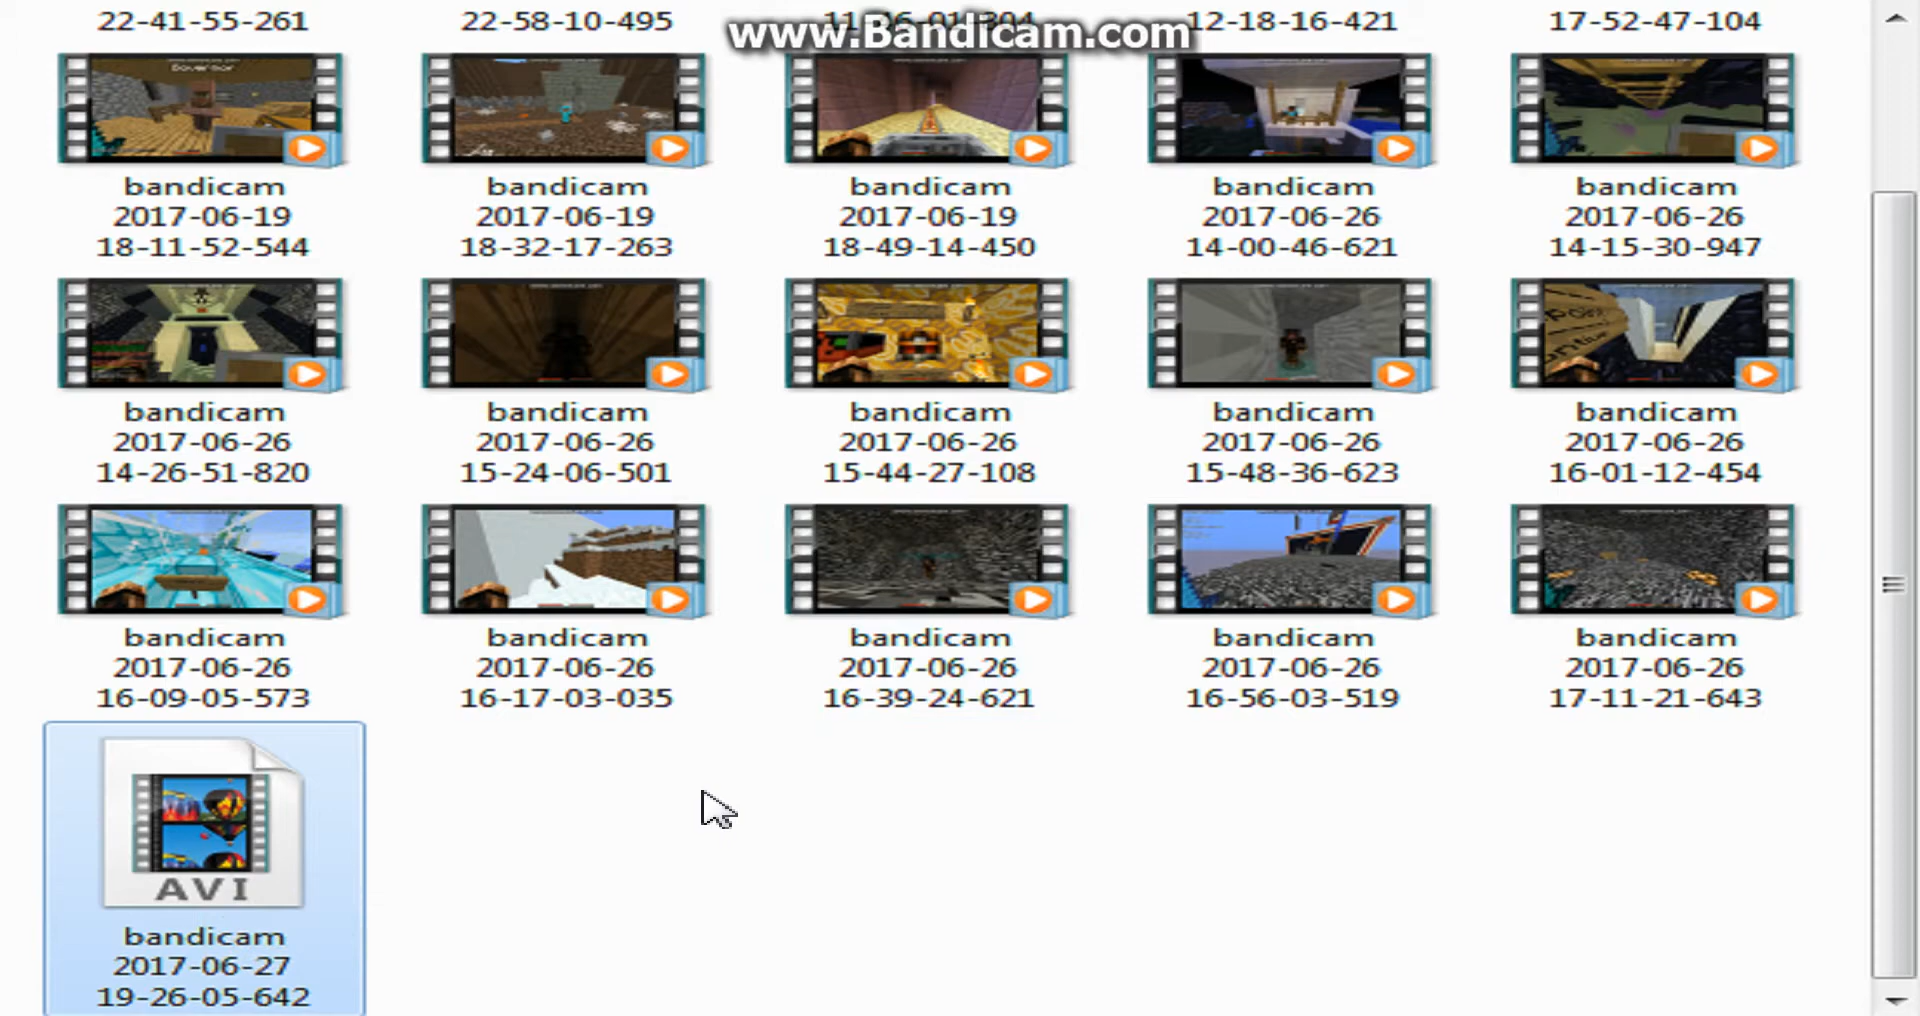 22-41-55-261
22-58-10-495
12-18-16-421
17-52-47-104
www.Bandicam.com
Governor
bandicam
2017-06-19
18-11-52-544
bandicam
2017-06-19
18-32-17-263
bandicam
2017-06-19
18-49-14-450
bandicam
2017-06-26
14-00-46-621
bandicam
2017-06-26
14-15-30-947
bandicam
2017-06-26
14-26-51-820
bandicam
2017-06-26
15-24-06-501
bandicam
2017-06-26
15-44-27-108
bandicam
2017-06-26
15-48-36-623
bandicam
2017-06-26
16-01-12-454
bandicam
2017-06-26
16-09-05-573
bandicam
2017-06-26
16-17-03-035
bandicam
2017-06-26
16-39-24-621
bandicam
2017-06-26
16-56-03-519
bandicam
2017-06-26
17-11-21-643
AVI
bandicam
2017-06-27
19-26-05-642